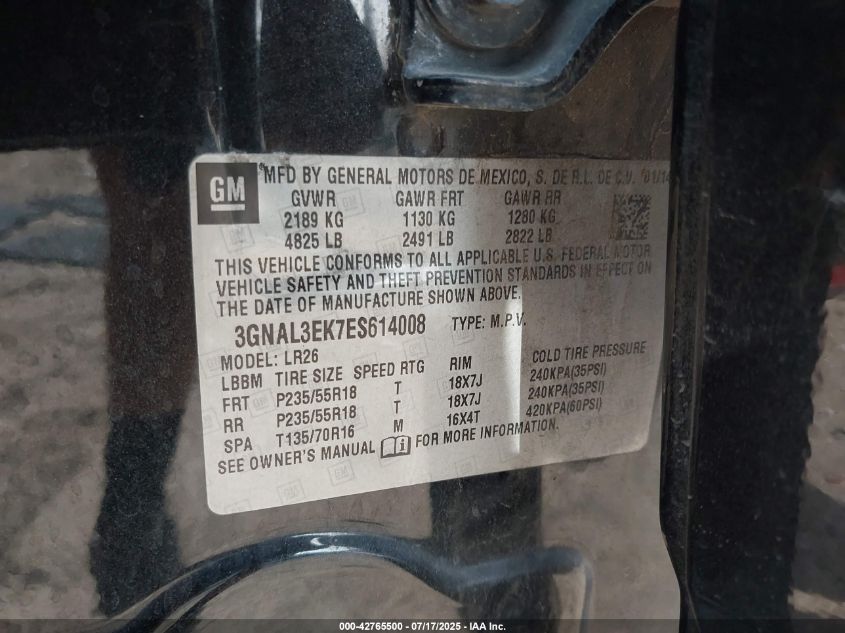 GM
MFD BY GENERAL MOTORS DE MEXICO, S. DE R.L. DE C.V. 01/14
GVWR GAWR FRT GAWR RR
2189 KG 1130 KG 1280 KG
4825 LB 2491 LB 2822 LB
THIS VEHICLE CONFORMS TO ALL APPLICABLE U.S. FEDERAL MOTOR
VEHICLE SAFETY AND THEFT PREVENTION STANDARDS IN EFFECT ON
THE DATE OF MANUFACTURE SHOWN ABOVE.
3GNAL3EK7ES614008 TYPE: M.P.V.
MODEL: LR26
LBBM TIRE SIZE SPEED RTG RIM COLD TIRE PRESSURE
FRT P235/55R18 T 18X7J 240KPA(35PSI)
RR P235/55R18 T 18X7J 240KPA(35PSI)
SPA T135/70R16 M 16X4T 420KPA(60PSI)
SEE OWNER'S MANUAL FOR MORE INFORMATION.
000-42765500 - 07/17/2025 - IAA Inc.